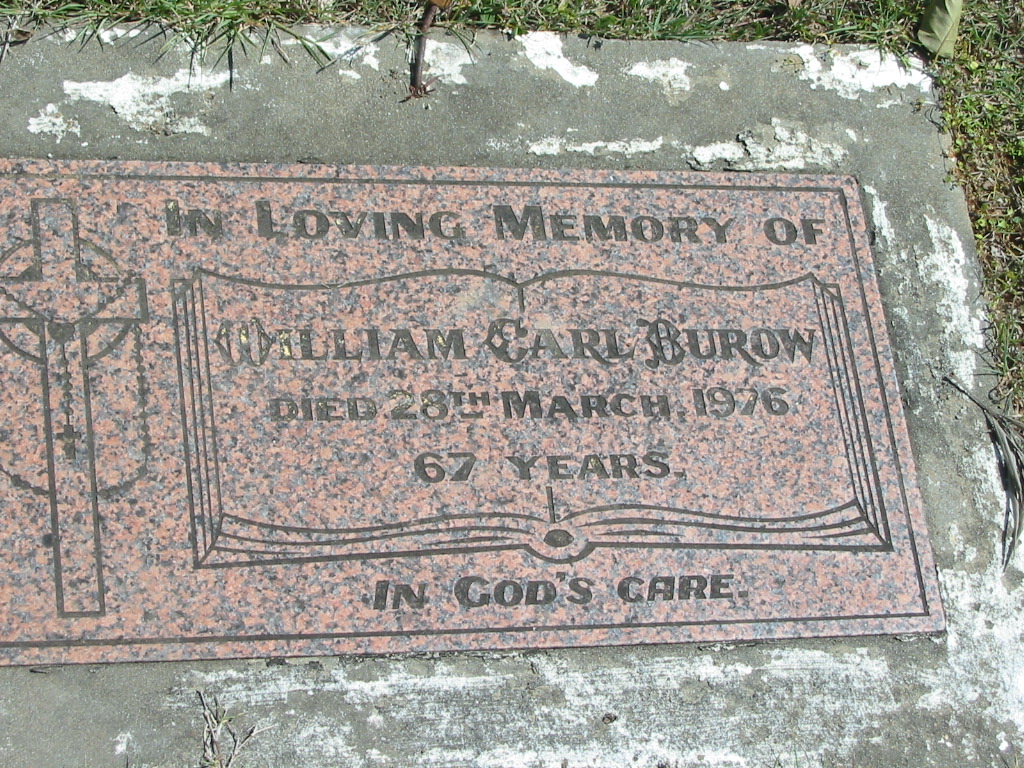 In Loving Memory of
William Carl Burow
Died 28th March, 1976
67 Years.
In God's Care.